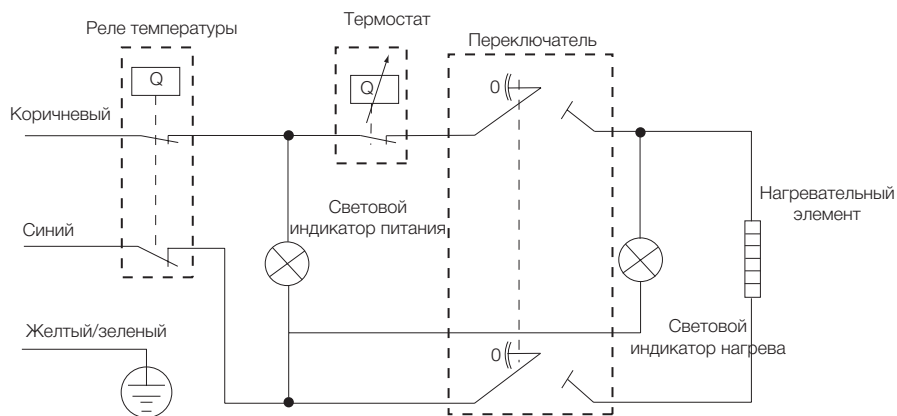 Термостат
Реле температуры
Переключатель
Q
Q
0
Коричневый
Нагревательный
элемент
Световой
индикатор питания
Синий
Желтый/зеленый
Световой
индикатор нагрева
0